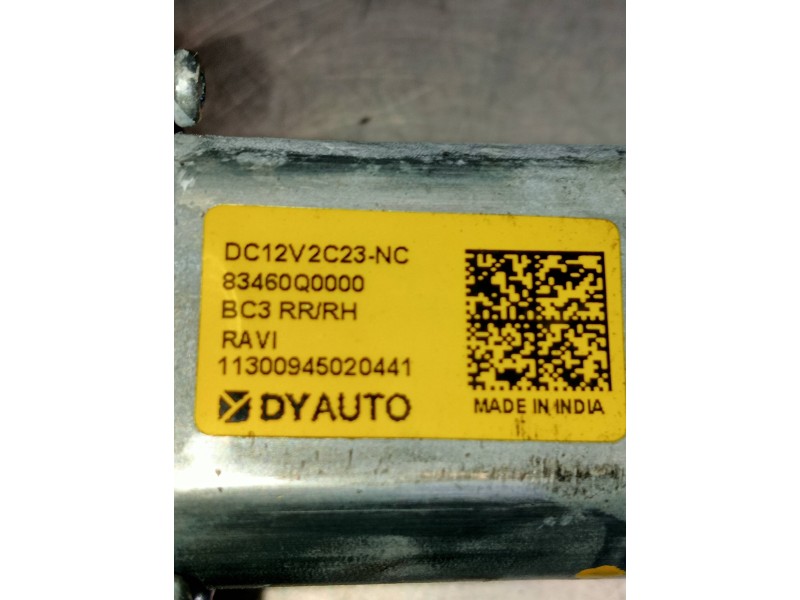 DC12V2C23-NC
83460Q0000
BC3 RR/RH
RAVI
11300945020441
DYAUTO
MADE IN INDIA